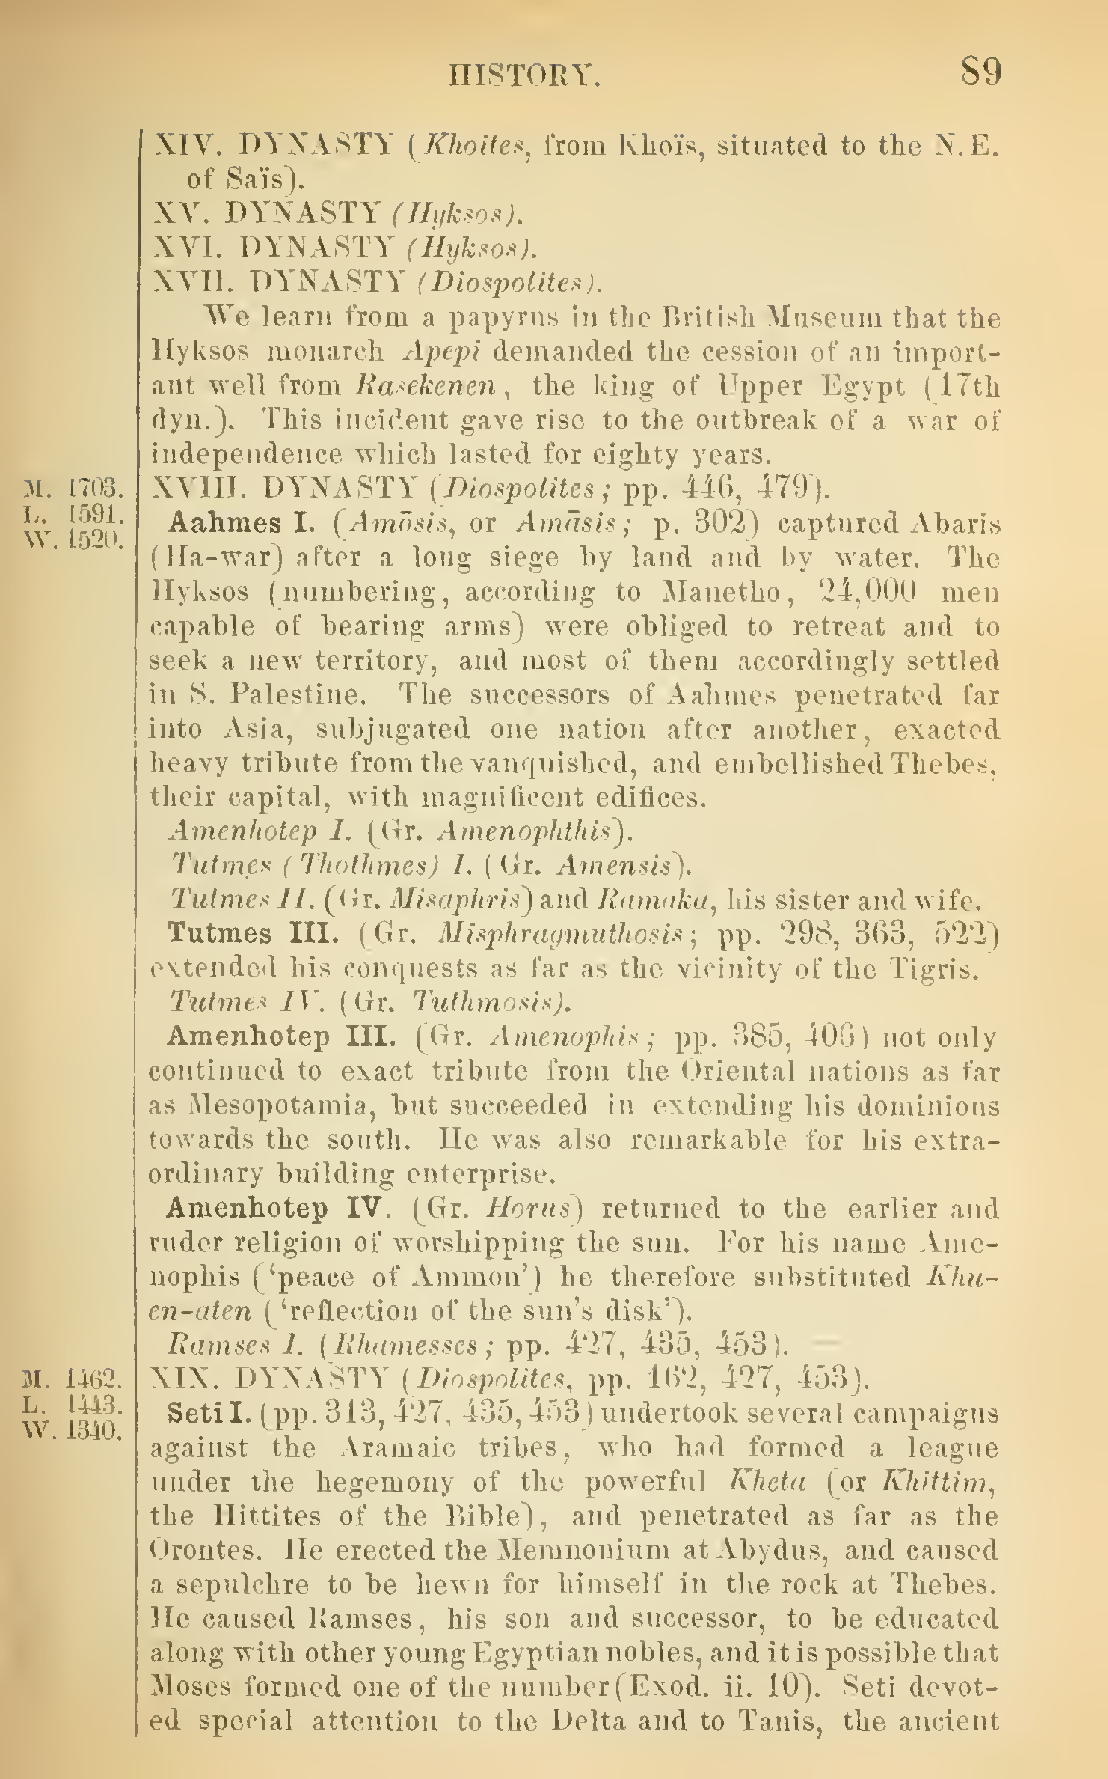 HISTORY. 89
XIV. DYNASTY (Khoites, from Khoïs, situated to the N.E.
of Saïs).
XV. DYNASTY (Hyksos).
XVI. DYNASTY (Hyksos).
XVII. DYNASTY (Diospolites).
We learn from a papyrus in the British Museum that the
Hyksos monarch Apepi demanded the cession of an import-
ant well from Rasekenen, the king of Upper Egypt (17th
dyn.). This incident gave rise to the outbreak of a war of
independence which lasted for eighty years.
M. 1703. XVIII. DYNASTY (Diospolites; pp. 446, 479).
L. 1591. Aahmes I. (Amōsis, or Amāsis; p. 302) captured Abaris
W. 1520. (Ha-war) after a long siege by land and by water. The
Hyksos (numbering, according to Manetho, 24,000 men
capable of bearing arms) were obliged to retreat and to
seek a new territory, and most of them accordingly settled
in S. Palestine. The successors of Aahmes penetrated far
into Asia, subjugated one nation after another, exacted
heavy tribute from the vanquished, and embellished Thebes,
their capital, with magnificent edifices.
Amenhotep I. (Gr. Amenophthis).
Tutmes (Thothmes) I. (Gr. Amensis).
Tutmes II. (Gr. Misaphris) and Ramaka, his sister and wife.
Tutmes III. (Gr. Misphragmuthosis; pp. 298, 363, 522)
extended his conquests as far as the vicinity of the Tigris.
Tutmes IV. (Gr. Tuthmosis).
Amenhotep III. (Gr. Amenophis; pp. 385, 406) not only
continued to exact tribute from the Oriental nations as far
as Mesopotamia, but succeeded in extending his dominions
towards the south. He was also remarkable for his extra-
ordinary building enterprise.
Amenhotep IV. (Gr. Horus) returned to the earlier and
ruder religion of worshipping the sun. For his name Ame-
nophis ('peace of Ammon') he therefore substituted Khu-
en-aten ('reflection of the sun's disk').
Ramses I. (Rhamesses; pp. 427, 435, 453).
M. 1462. XIX. DYNASTY (Diospolites, pp. 162, 427, 453).
L. 1443. Seti I. (pp. 313, 427, 435, 453) undertook several campaigns
W. 1340. against the Aramaic tribes, who had formed a league
under the hegemony of the powerful Kheta (or Khittim,
the Hittites of the Bible), and penetrated as far as the
Orontes. He erected the Memnonium at Abydus, and caused
a sepulchre to be hewn for himself in the rock at Thebes.
He caused Ramses, his son and successor, to be educated
along with other young Egyptian nobles, and it is possible that
Moses formed one of the number (Exod. ii. 10). Seti devot-
ed special attention to the Delta and to Tanis, the ancient